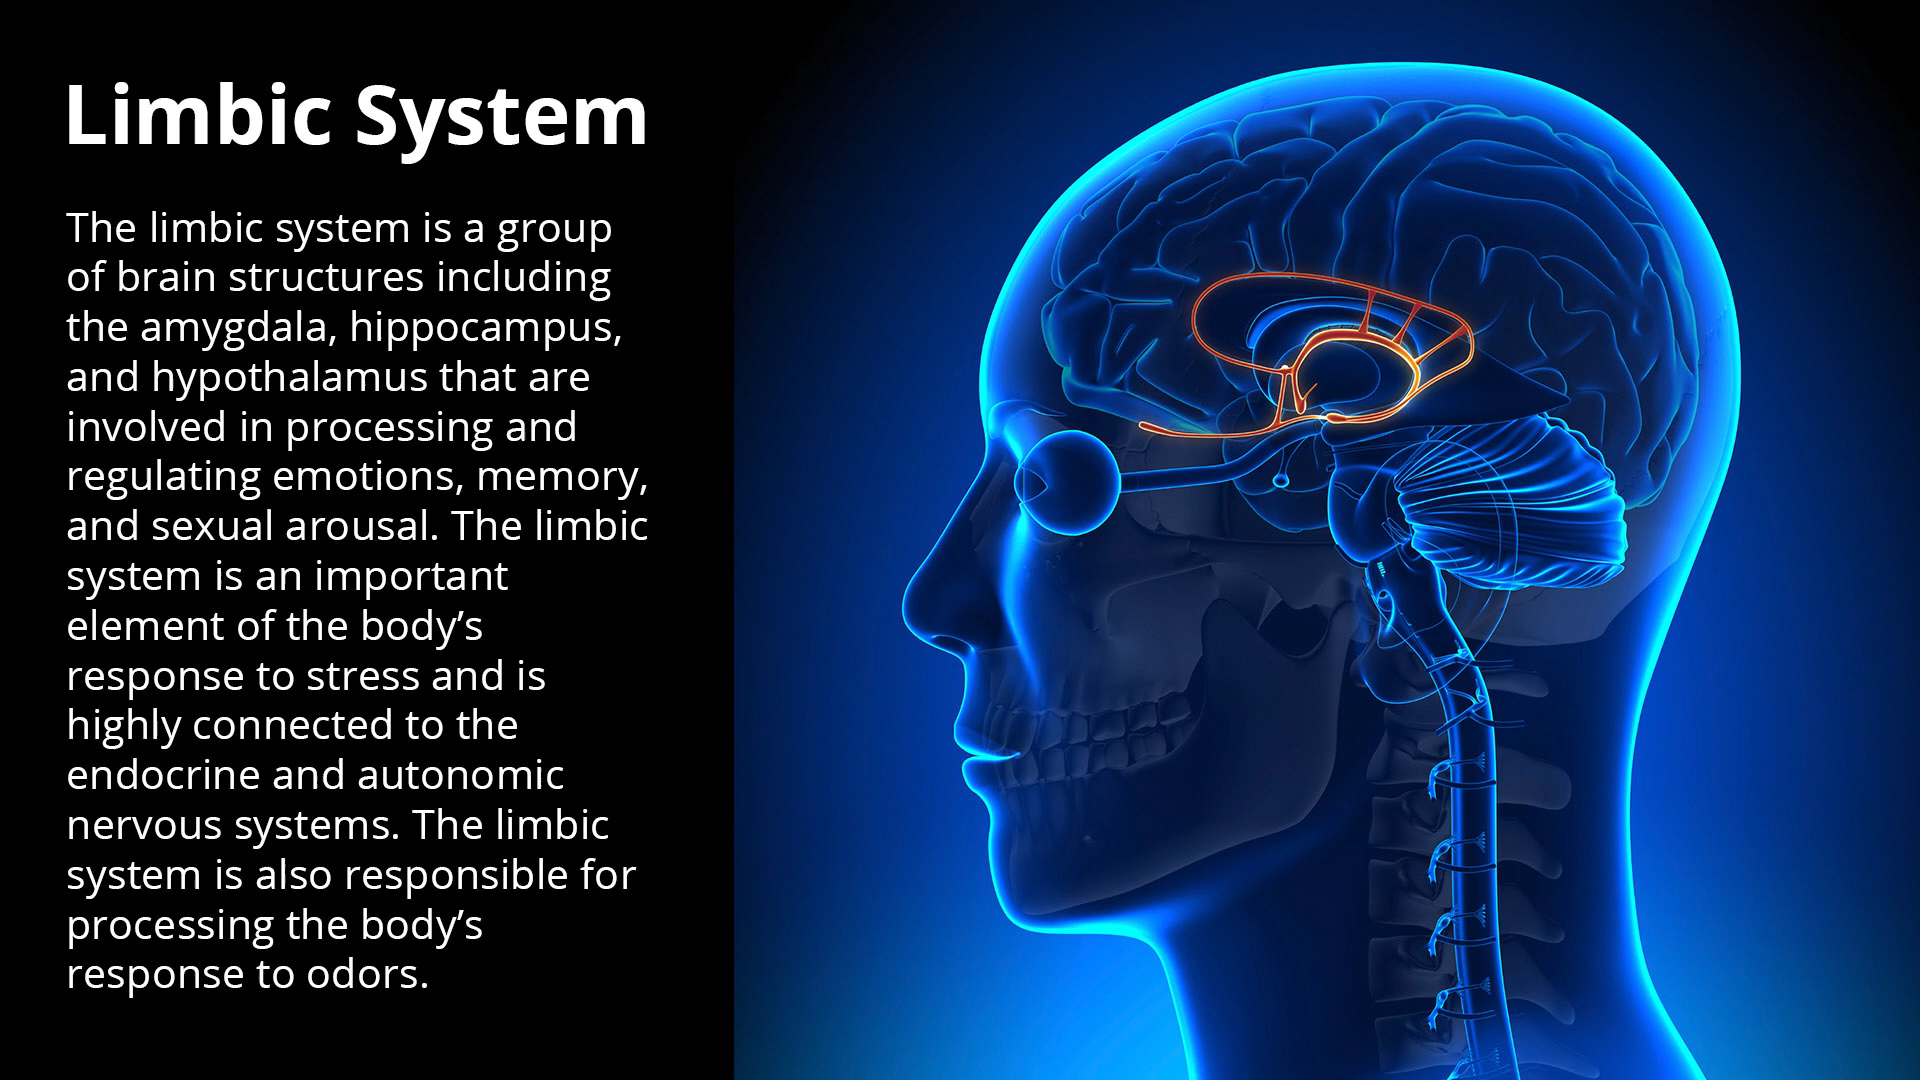 Limbic System
The limbic system is a group
of brain structures including
the amygdala, hippocampus,
and hypothalamus that are
involved in processing and
regulating emotions, memory,
and sexual arousal. The limbic
system is an important
element of the body’s
response to stress and is
highly connected to the
endocrine and autonomic
nervous systems. The limbic
system is also responsible for
processing the body’s
response to odors.